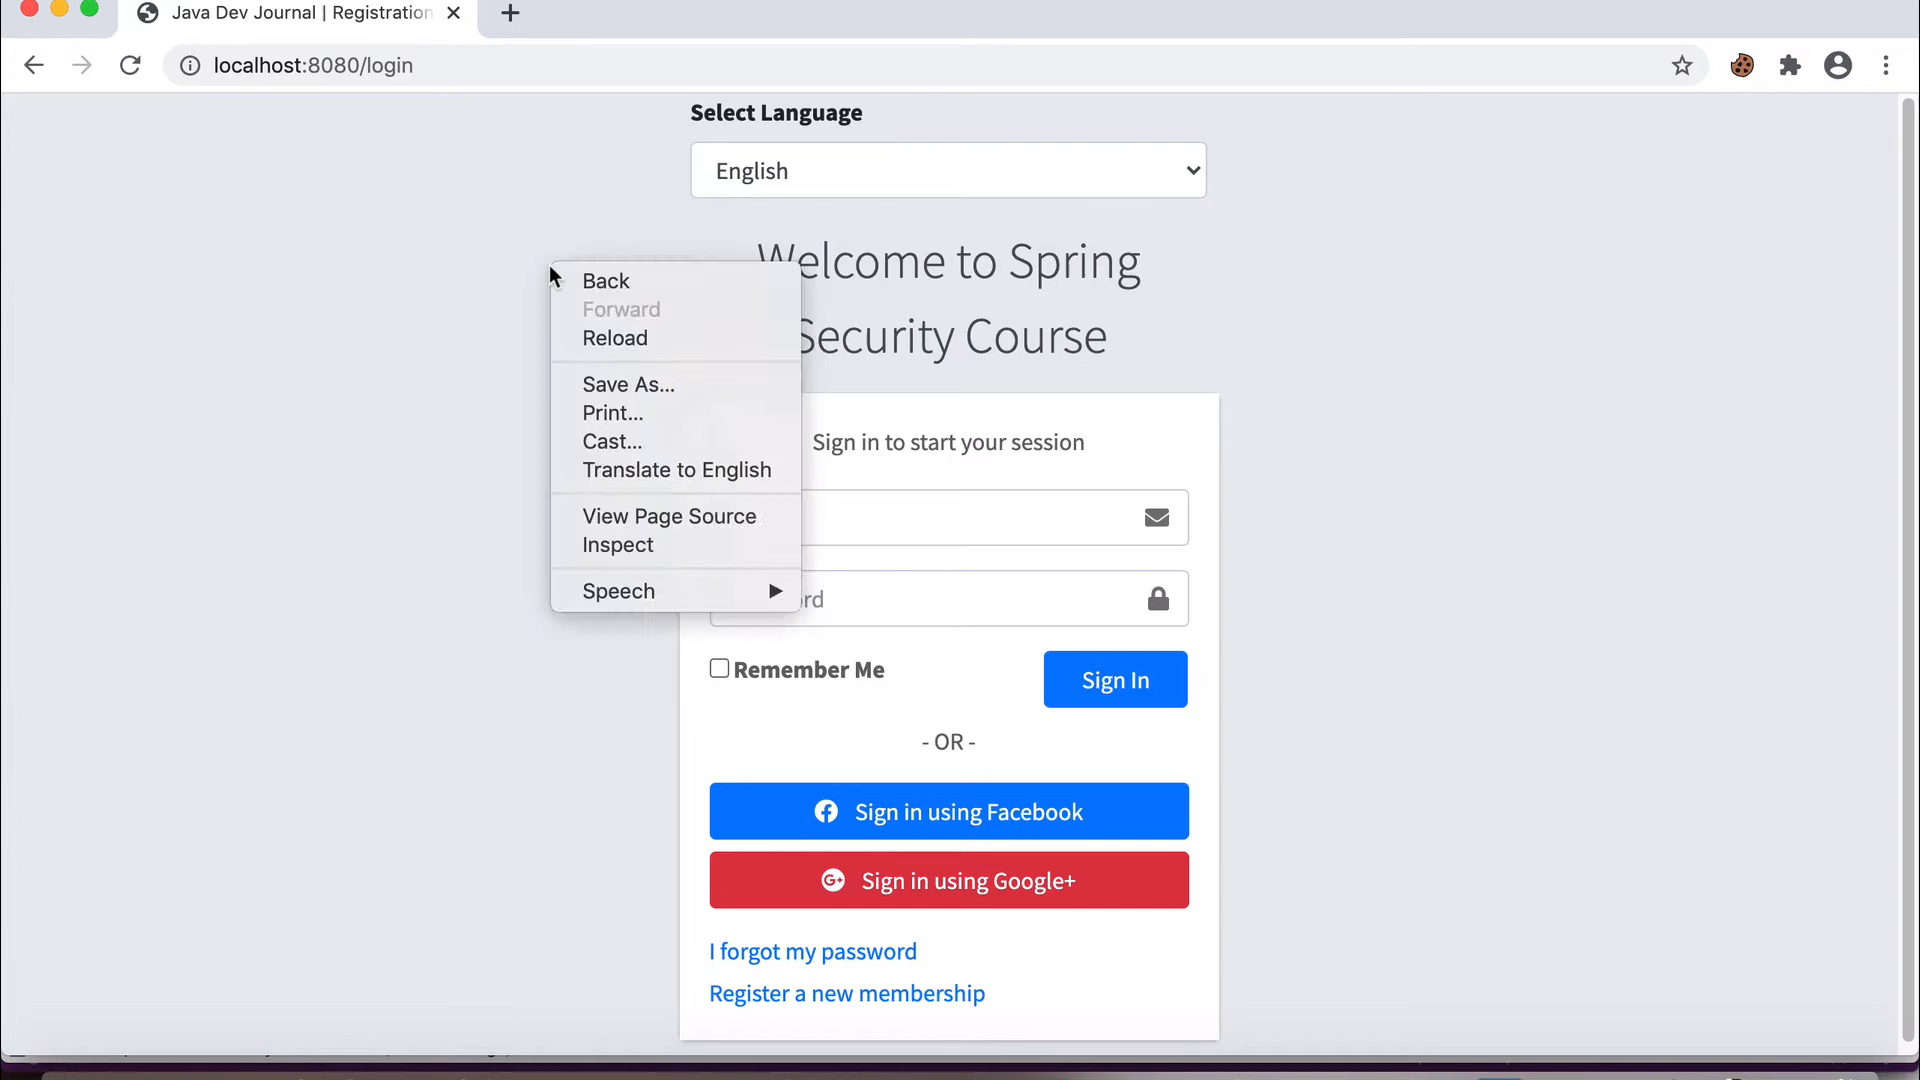 Java Dev Journal | Registration
localhost:8080/login
Select Language
English
Welcome to Spring
Security Course
Back
Forward
Reload
Save As...
Print...
Cast...
Translate to English
View Page Source
Inspect
Speech
Sign in to start your session
Remember Me
Sign In
- OR -
Sign in using Facebook
Sign in using Google+
I forgot my password
Register a new membership